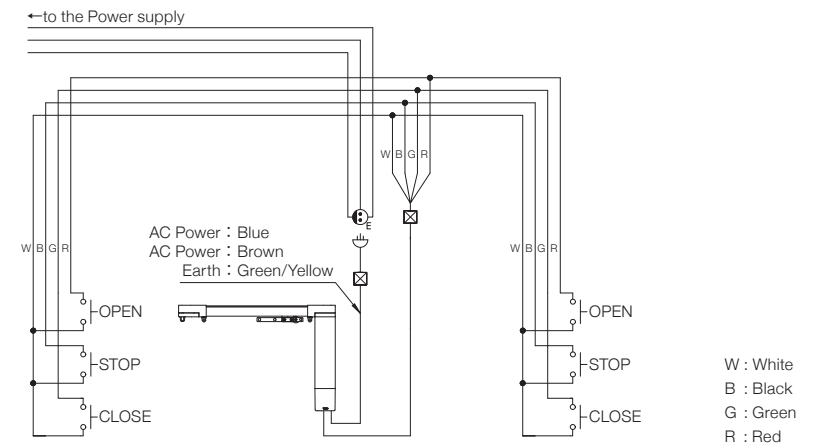 ←to the Power supply
W B G R
E
AC Power：Blue
AC Power：Brown
Earth：Green/Yellow
W B G R
W B G R
OPEN
OPEN
STOP
STOP
CLOSE
CLOSE
W : White
B : Black
G : Green
R : Red